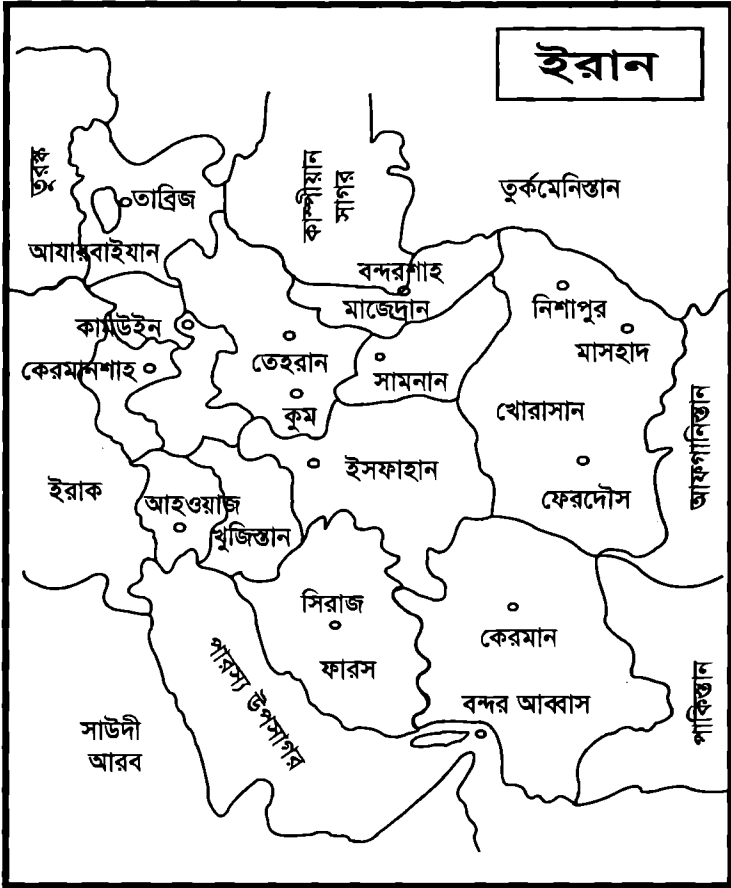 ইরান
তুরস্ক
তাব্রিজ
কাস্পীয়ান
সাগর
তুর্কমেনিস্তান
আযারবাইযান
বন্দরশাহ
মাজেদ্রান
নিশাপুর
মাসহাদ
কেরমানশাহ
তেহরান
সামনান
কুম
খোরাসান
আফগানিস্তান
ইরাক
ইসফাহান
আহওয়াজ
খুজিস্তান
ফেরদৌস
সিরাজ
ফারস
কেরমান
বন্দর আব্বাস
পারস্য উপসাগর
সাউদী
আরব
পাকিস্তান